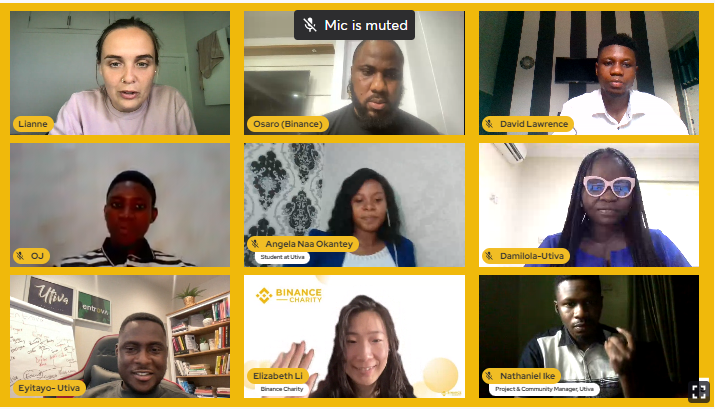 Mic is muted
Lianne
Osaro (Binance)
David Lawrence
OJ
Angela Naa Okantey
Student at Utiva
Damilola-Utiva
Utiva
entruva
Eyitayo- Utiva
BINANCE
CHARITY
Elizabeth Li
Binance Charity
Nathaniel Ike
Project & Community Manager, Utiva